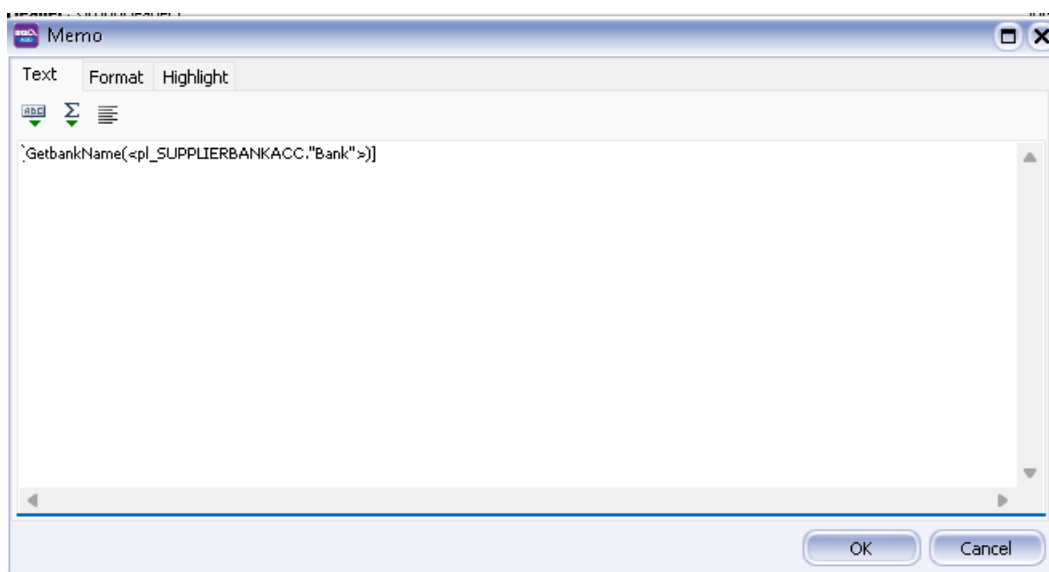 Memo
Text Format Highlight
[GetbankName(<pl_SUPPLIERBANKACC."Bank">)]
OK Cancel